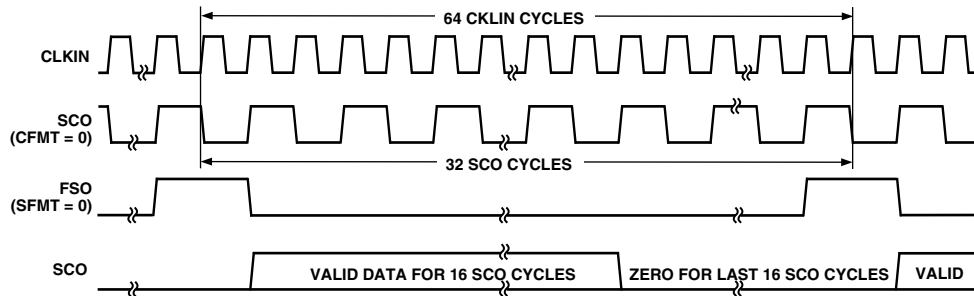 64 CKLIN CYCLES
CLKIN
SCO
(CFMT = 0)
32 SCO CYCLES
FSO
(SFMT = 0)
SCO
VALID DATA FOR 16 SCO CYCLES
ZERO FOR LAST 16 SCO CYCLES
VALID